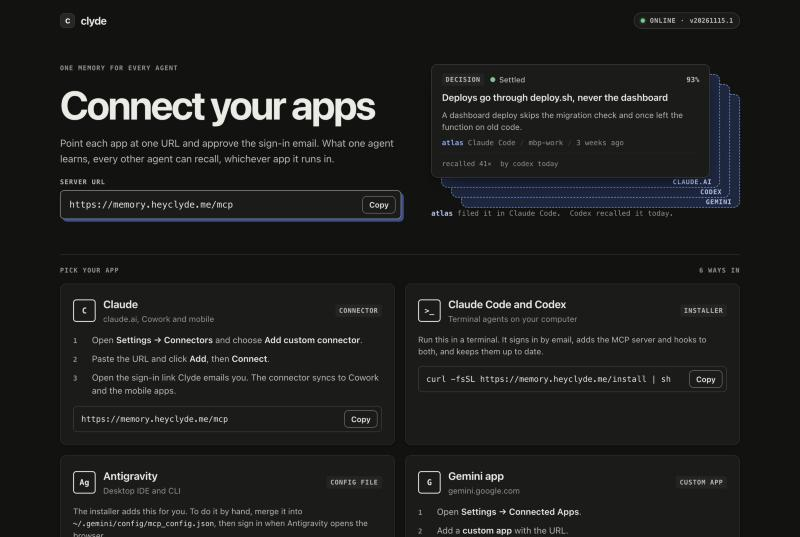 C clyde
ONLINE · v20261115.1
ONE MEMORY FOR EVERY AGENT
Connect your apps
Point each app at one URL and approve the sign-in email. What one agent
learns, every other agent can recall, whichever app it runs in.
SERVER URL
https://memory.heyclyde.me/mcp
Copy
DECISION Settled 93%
Deploys go through deploy.sh, never the dashboard
A dashboard deploy skips the migration check and once left the
function on old code.
atlas Claude Code / mbp-work / 3 weeks ago
recalled 41× by codex today
CLAUDE.AI
CODEX
GEMINI
atlas filed it in Claude Code. Codex recalled it today.
PICK YOUR APP
6 WAYS IN
C Claude
claude.ai, Cowork and mobile
CONNECTOR
1 Open Settings → Connectors and choose Add custom connector.
2 Paste the URL and click Add, then Connect.
3 Open the sign-in link Clyde emails you. The connector syncs to Cowork
and the mobile apps.
https://memory.heyclyde.me/mcp
Copy
>_ Claude Code and Codex
Terminal agents on your computer
INSTALLER
Run this in a terminal. It signs in by email, adds the MCP server and hooks to
both, and keeps them up to date.
curl -fsSL https://memory.heyclyde.me/install | sh
Copy
Ag Antigravity
Desktop IDE and CLI
CONFIG FILE
The installer adds this for you. To do it by hand, merge it into
~/.gemini/config/mcp_config.json, then sign in when Antigravity opens the
browser.
G Gemini app
gemini.google.com
CUSTOM APP
1 Open Settings → Connected Apps.
2 Add a custom app with the URL.